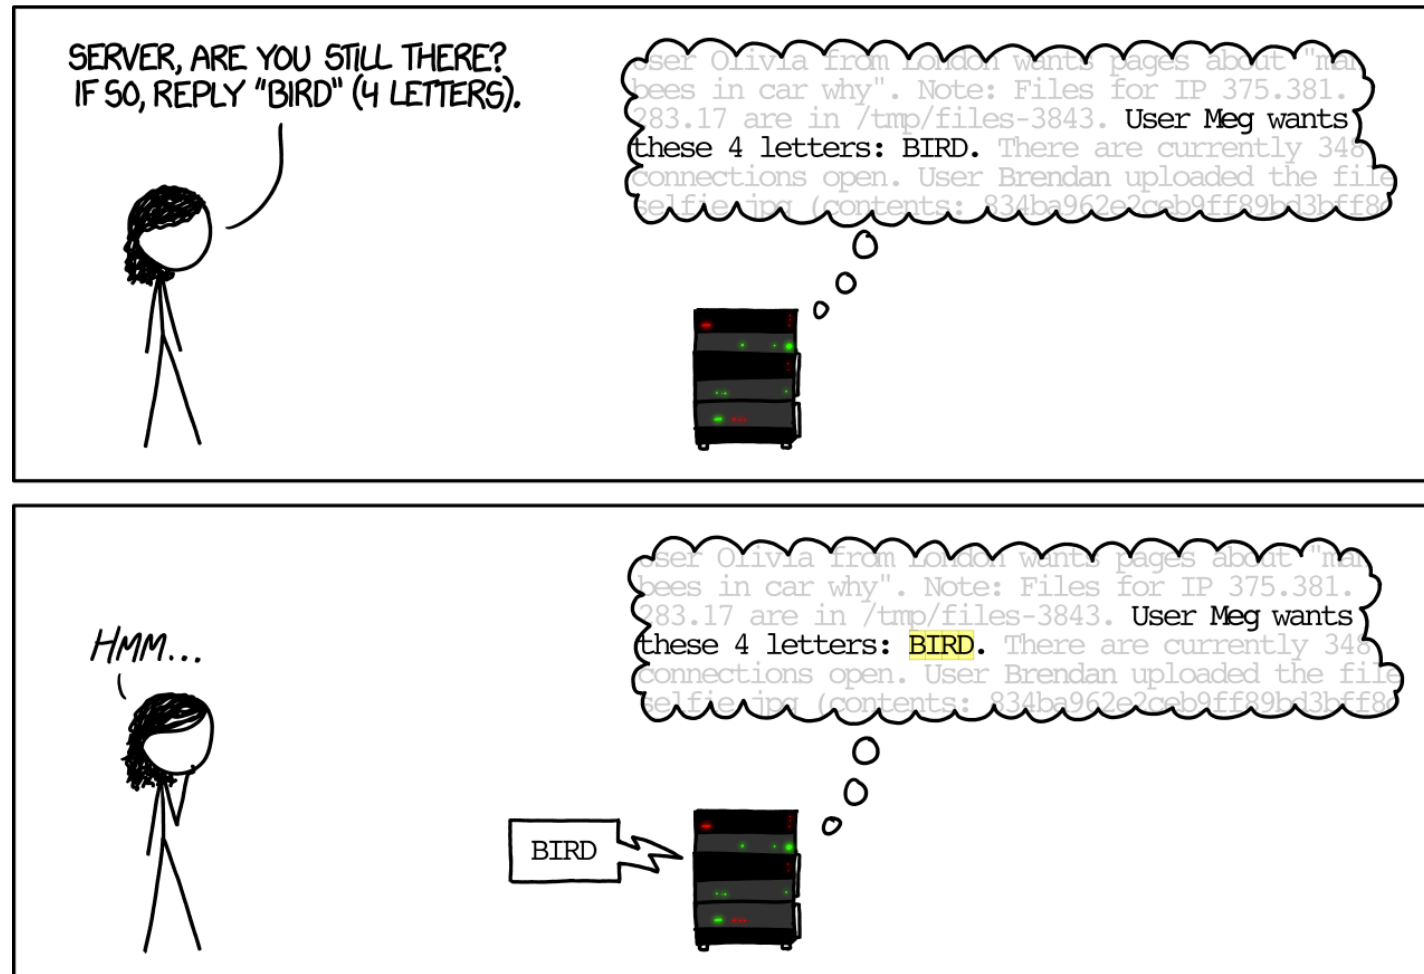 SERVER, ARE YOU STILL THERE?
IF SO, REPLY "BIRD" (4 LETTERS).
User Olivia from London wants pages about "man
bees in car why". Note: Files for IP 375.381.
283.17 are in /tmp/files-3843. User Meg wants
these 4 letters: BIRD. There are currently 348
connections open. User Brendan uploaded the file
selfie.jpg (contents: 834ba962e2ceb9ff89bd3bff8c
HMM...
User Olivia from London wants pages about "man
bees in car why". Note: Files for IP 375.381.
283.17 are in /tmp/files-3843. User Meg wants
these 4 letters: BIRD. There are currently 348
connections open. User Brendan uploaded the file
selfie.jpg (contents: 834ba962e2ceb9ff89bd3bff8c
BIRD